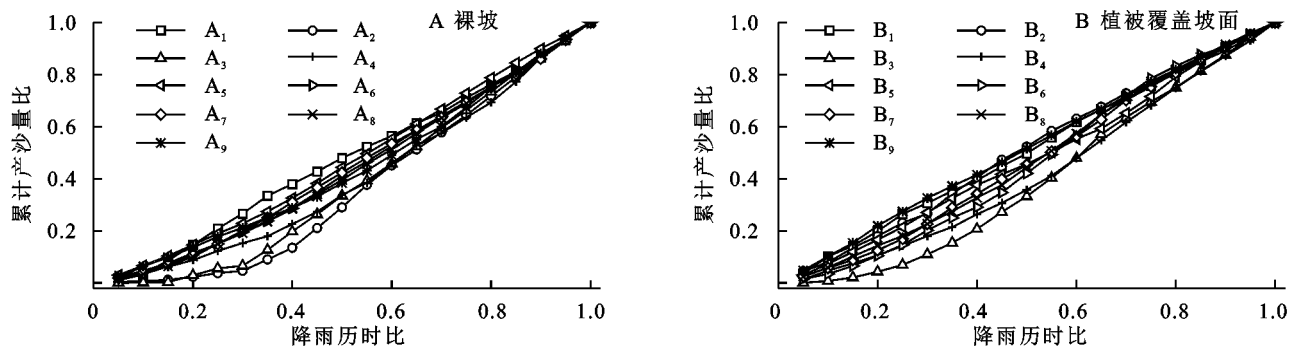 A 裸坡
A₁ A₂
A₃ A₄
A₅ A₆
A₇ A₈
A₉
累计产沙量比
1.0
0.8
0.6
0.4
0.2
0 0.2 0.4 0.6 0.8 1.0
降雨历时比
B 植被覆盖坡面
B₁ B₂
B₃ B₄
B₅ B₆
B₇ B₈
B₉
累计产沙量比
1.0
0.8
0.6
0.4
0.2
0 0.2 0.4 0.6 0.8 1.0
降雨历时比